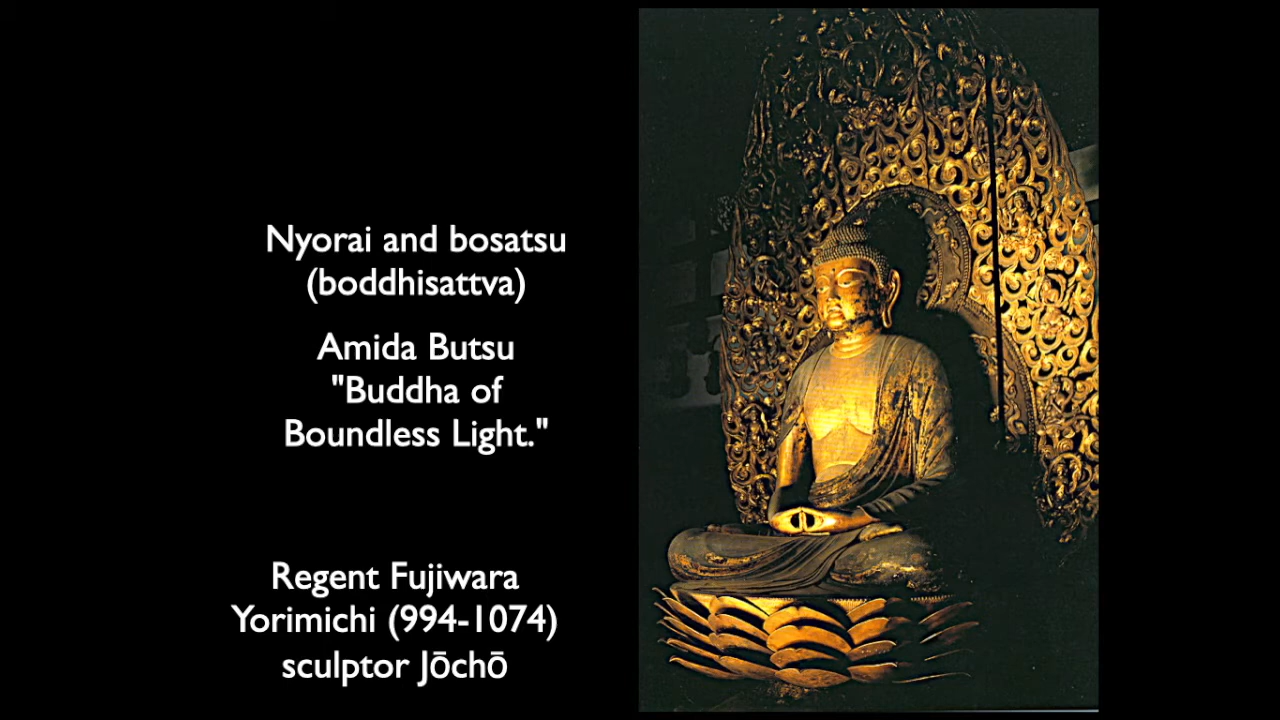 Nyorai and bosatsu
(boddhisattva)
Amida Butsu
"Buddha of
Boundless Light."
Regent Fujiwara
Yorimichi (994-1074)
sculptor Jōchō